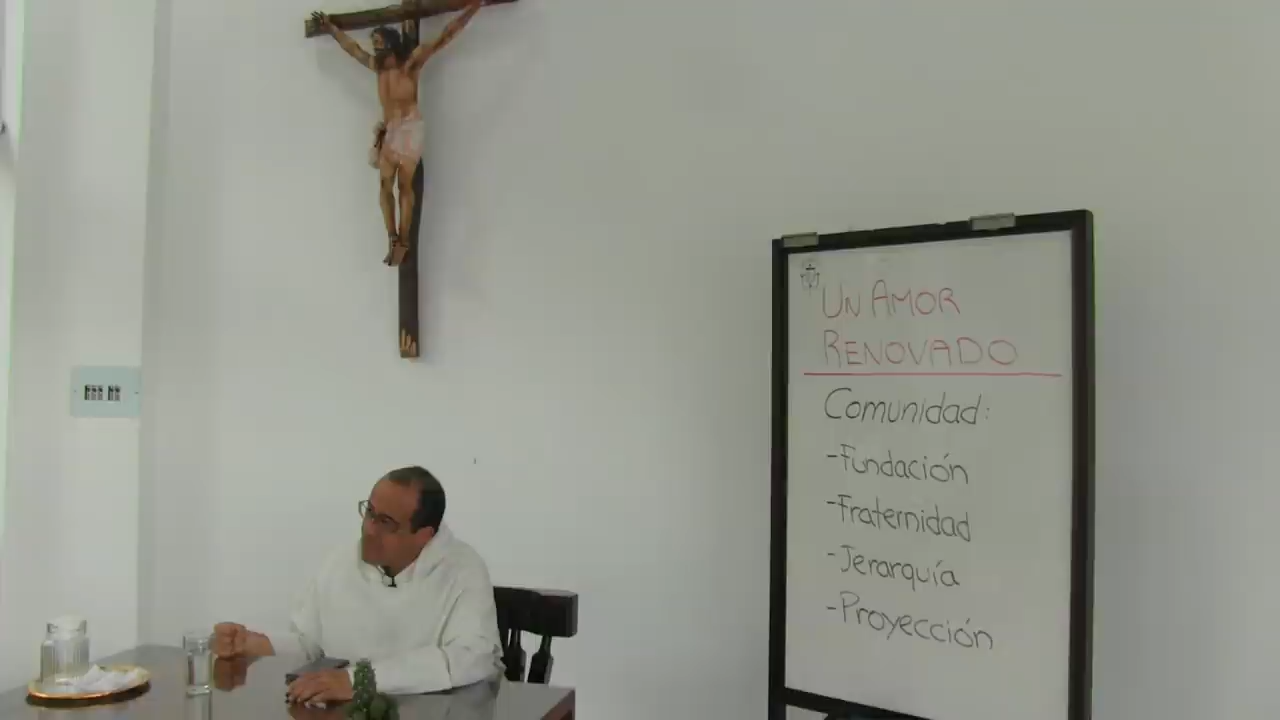 UN AMOR
RENOVADO
Comunidad:
-Fundación
-Fraternidad
-Jerarquía
-Proyección